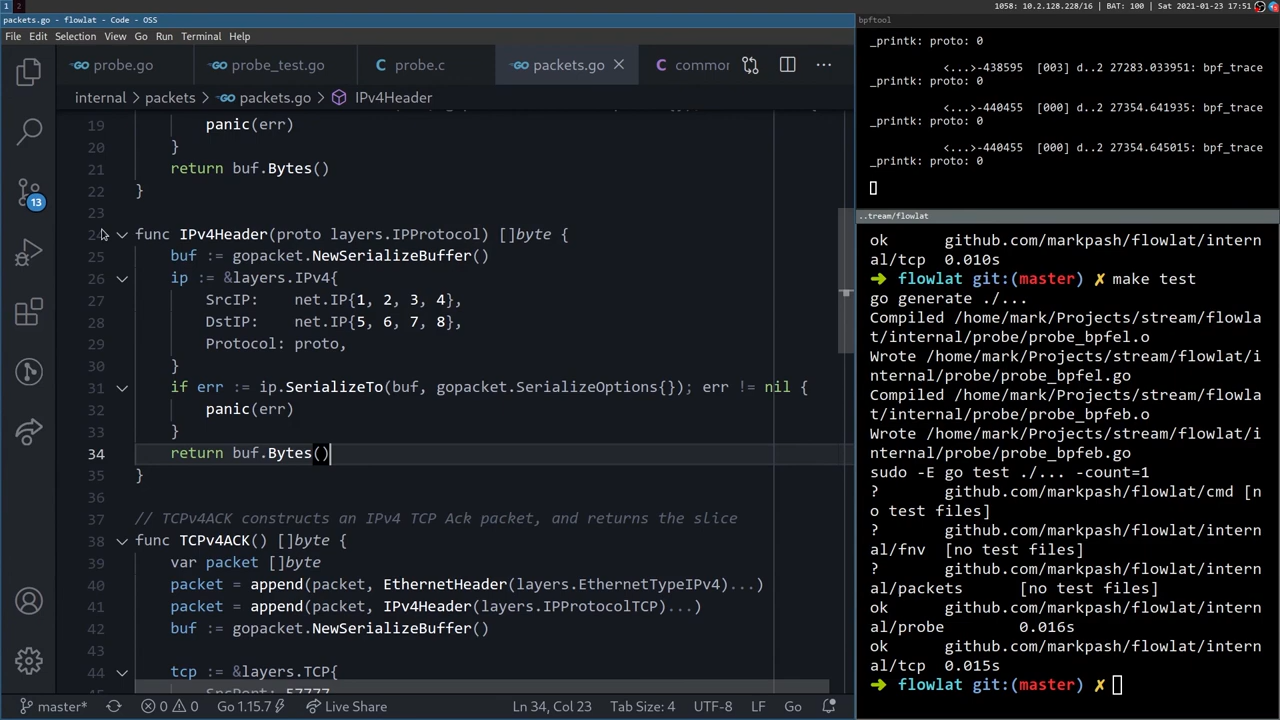 1 2
1058: 10.2.128.228/16 | BAT: 100 | Sat 2021-01-23 17:51
packets.go - flowlat - Code - OSS
File Edit Selection View Go Run Terminal Help
probe.go probe_test.go C probe.c packets.go C commor
internal > packets > packets.go > IPv4Header
19 panic(err)
20 }
21 return buf.Bytes()
22 }
23
24 func IPv4Header(proto layers.IPProtocol) []byte {
25 buf := gopacket.NewSerializeBuffer()
26 ip := &layers.IPv4{
27 SrcIP: net.IP{1, 2, 3, 4},
28 DstIP: net.IP{5, 6, 7, 8},
29 Protocol: proto,
30 }
31 if err := ip.SerializeTo(buf, gopacket.SerializeOptions{}); err != nil {
32 panic(err)
33 }
34 return buf.Bytes()
35 }
36
37 // TCPv4ACK constructs an IPv4 TCP Ack packet, and returns the slice
38 func TCPv4ACK() []byte {
39 var packet []byte
40 packet = append(packet, EthernetHeader(layers.EthernetTypeIPv4)...)
41 packet = append(packet, IPv4Header(layers.IPProtocolTCP)...)
42 buf := gopacket.NewSerializeBuffer()
43
44 tcp := &layers.TCP{
13
master* 0 0 Go 1.15.7 Live Share Ln 34, Col 23 Tab Size: 4 UTF-8 LF Go
bpftool
_printk: proto: 0
<...>-438595 [003] d..2 27283.033951: bpf_trace
_printk: proto: 0
<...>-440455 [000] d..2 27354.641935: bpf_trace
_printk: proto: 0
<...>-440455 [000] d..2 27354.645015: bpf_trace
_printk: proto: 0
..tream/flowlat
ok github.com/markpash/flowlat/intern
al/tcp 0.010s
➜ flowlat git:(master) ✗ make test
go generate ./...
Compiled /home/mark/Projects/stream/flowla
t/internal/probe/probe_bpfel.o
Wrote /home/mark/Projects/stream/flowlat/i
nternal/probe/probe_bpfel.go
Compiled /home/mark/Projects/stream/flowla
t/internal/probe/probe_bpfeb.o
Wrote /home/mark/Projects/stream/flowlat/i
nternal/probe/probe_bpfeb.go
sudo -E go test ./... -count=1
? github.com/markpash/flowlat/cmd [n
o test files]
? github.com/markpash/flowlat/intern
al/fnv [no test files]
? github.com/markpash/flowlat/intern
al/packets [no test files]
ok github.com/markpash/flowlat/intern
al/probe 0.016s
ok github.com/markpash/flowlat/intern
al/tcp 0.015s
➜ flowlat git:(master) ✗